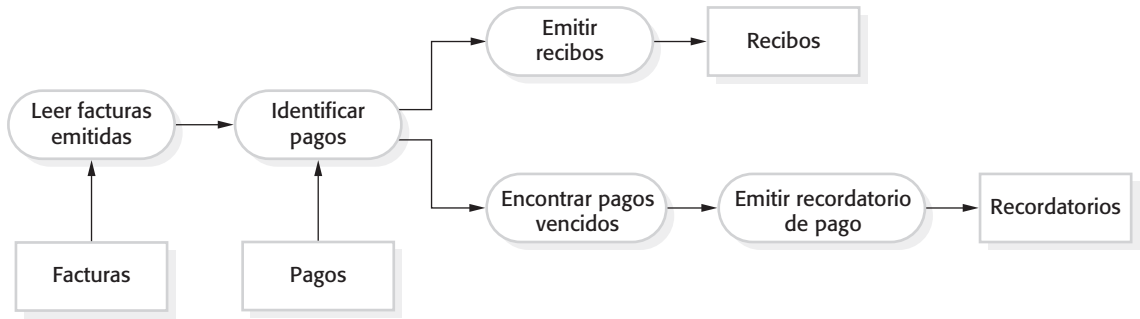 Emitir
recibos
Recibos
Leer facturas
emitidas
Identificar
pagos
Encontrar pagos
vencidos
Emitir recordatorio
de pago
Recordatorios
Facturas
Pagos